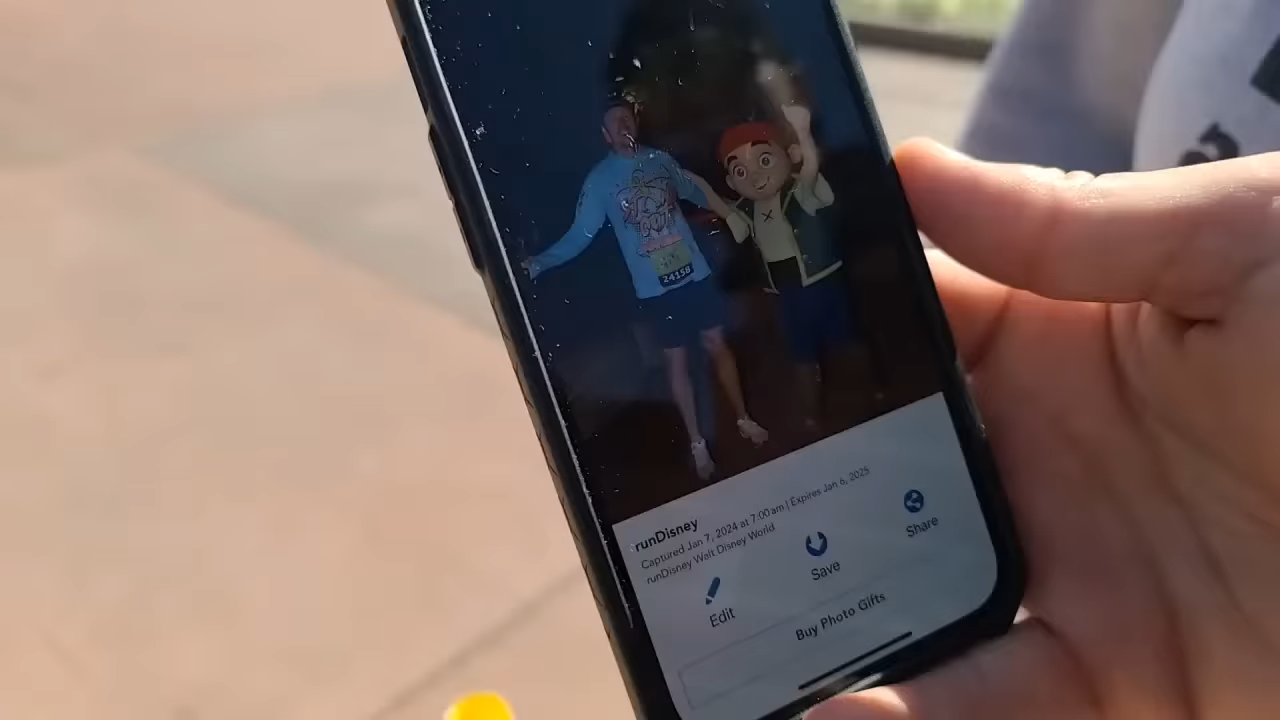 24158
runDisney
Captured Jan 7, 2024 at 7:00am | Expires Jan 6, 2025
runDisney Walt Disney World
Edit
Save
Share
Buy Photo Gifts